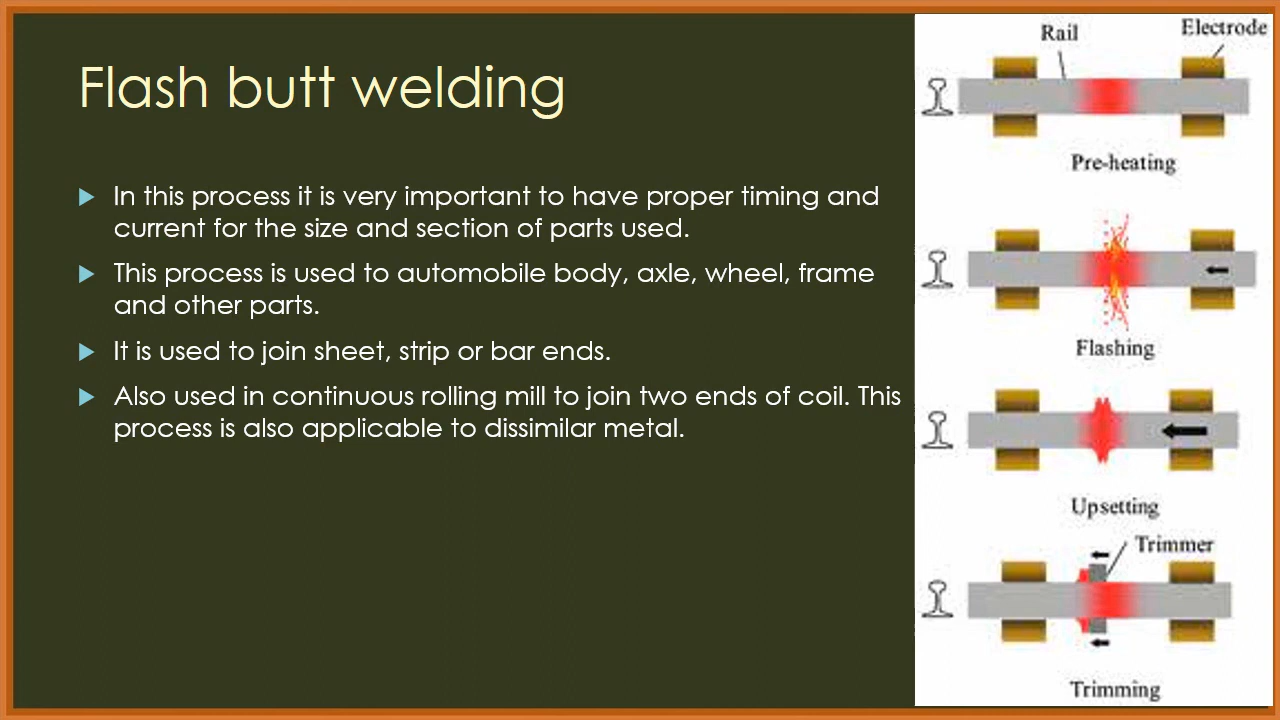 Flash butt welding
In this process it is very important to have proper timing and
current for the size and section of parts used.
This process is used to automobile body, axle, wheel, frame
and other parts.
It is used to join sheet, strip or bar ends.
Also used in continuous rolling mill to join two ends of coil. This
process is also applicable to dissimilar metal.
Rail
Electrode
Pre-heating
Flashing
Upsetting
Trimmer
Trimming